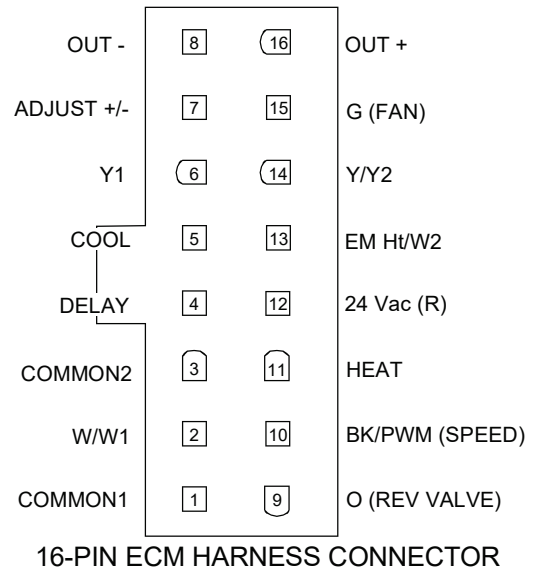 OUT - 8 16 OUT +
ADJUST +/- 7 15 G (FAN)
Y1 6 14 Y/Y2
COOL 5 13 EM Ht/W2
DELAY 4 12 24 Vac (R)
COMMON2 3 11 HEAT
W/W1 2 10 BK/PWM (SPEED)
COMMON1 1 9 O (REV VALVE)
16-PIN ECM HARNESS CONNECTOR